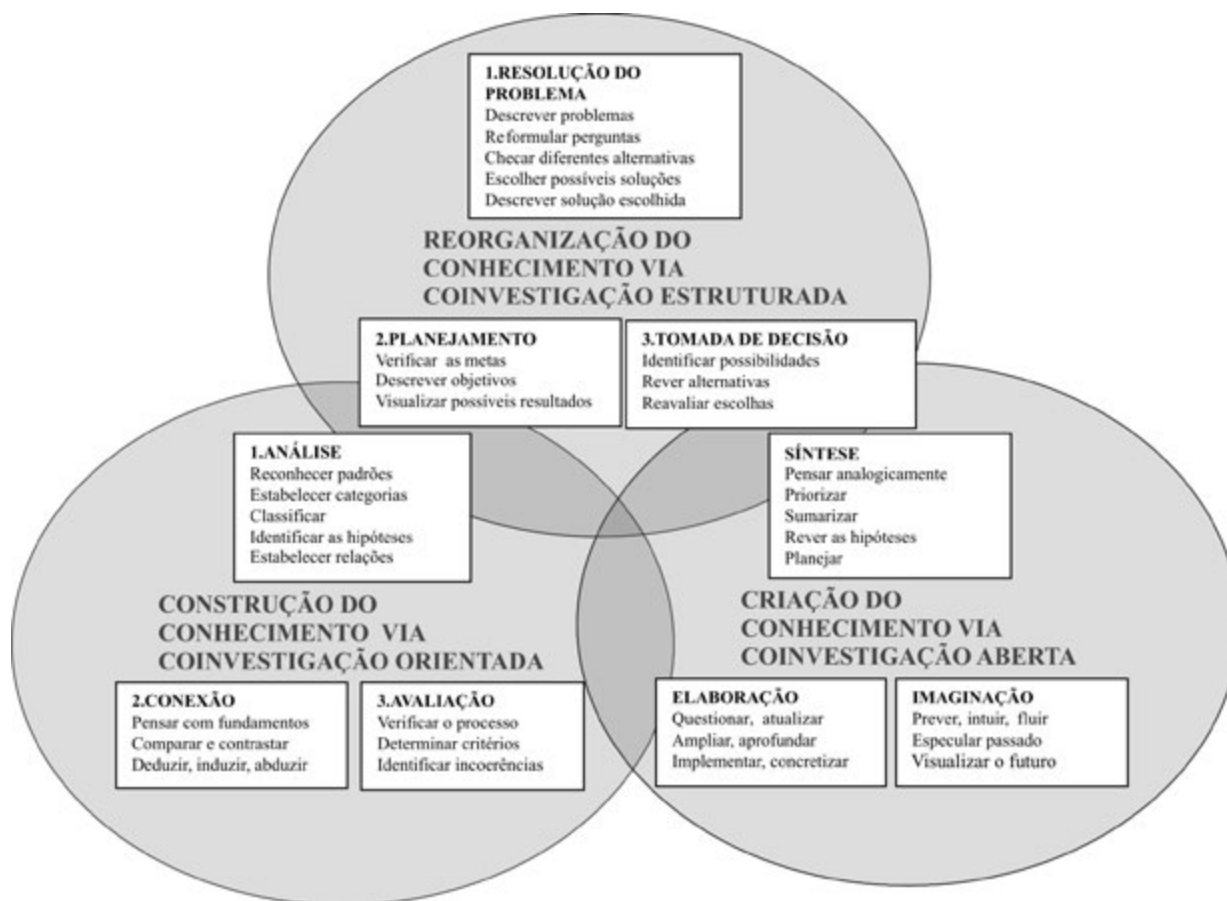 1.RESOLUÇÃO DO
PROBLEMA
Descrever problemas
Reformular perguntas
Checar diferentes alternativas
Escolher possíveis soluções
Descrever solução escolhida
REORGANIZAÇÃO DO
CONHECIMENTO VIA
COINVESTIGAÇÃO ESTRUTURADA
2.PLANEJAMENTO
Verificar as metas
Descrever objetivos
Visualizar possíveis resultados
3.TOMADA DE DECISÃO
Identificar possibilidades
Rever alternativas
Reavaliar escolhas
1.ANÁLISE
Reconhecer padrões
Estabelecer categorias
Classificar
Identificar as hipóteses
Estabelecer relações
CONSTRUÇÃO DO
CONHECIMENTO VIA
COINVESTIGAÇÃO ORIENTADA
2.CONEXÃO
Pensar com fundamentos
Comparar e contrastar
Deduzir, induzir, abduzir
3.AVALIAÇÃO
Verificar o processo
Determinar critérios
Identificar incoerências
SÍNTESE
Pensar analogicamente
Priorizar
Sumarizar
Rever as hipóteses
Planejar
CRIAÇÃO DO
CONHECIMENTO VIA
COINVESTIGAÇÃO ABERTA
ELABORAÇÃO
Questionar, atualizar
Ampliar, aprofundar
Implementar, concretizar
IMAGINAÇÃO
Prever, intuir, fluir
Especular passado
Visualizar o futuro